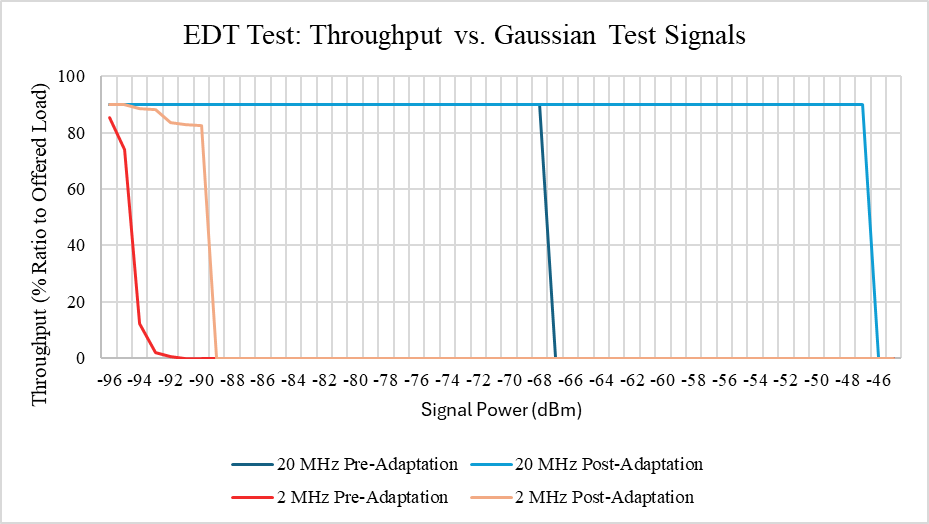 EDT Test: Throughput vs. Gaussian Test Signals
Throughput (% Ratio to Offered Load)
100
80
60
40
20
0
-96 -94 -92 -90 -88 -86 -84 -82 -80 -78 -76 -74 -72 -70 -68 -66 -64 -62 -60 -58 -56 -54 -52 -50 -48 -46
Signal Power (dBm)
20 MHz Pre-Adaptation 20 MHz Post-Adaptation
2 MHz Pre-Adaptation 2 MHz Post-Adaptation